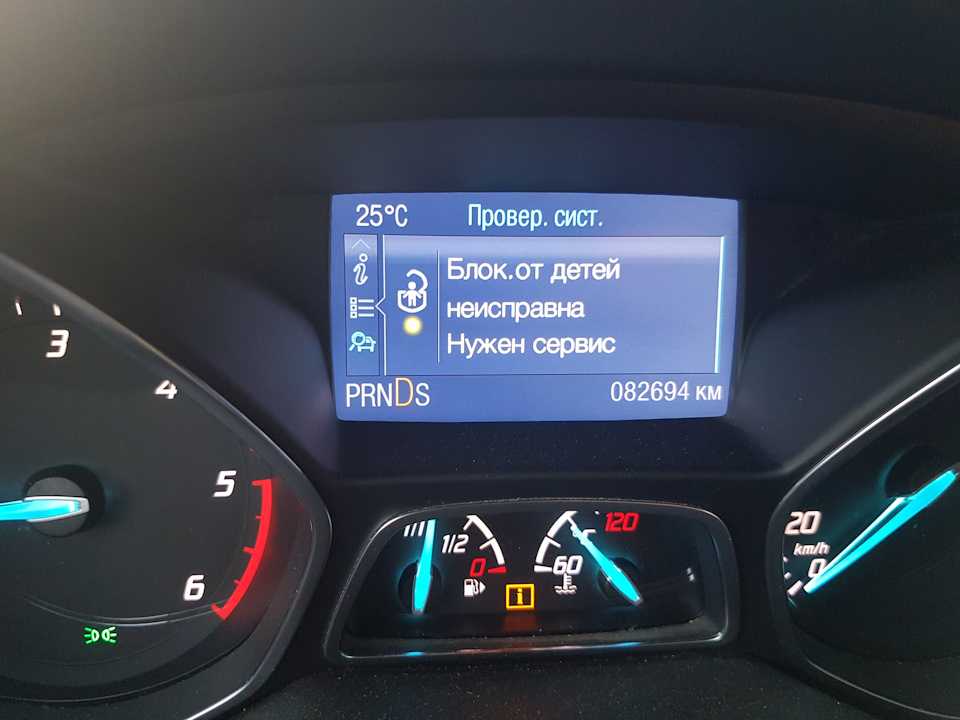 25°C Провер. сист.
Блок.от детей
неисправна
Нужен сервис
PRNDS 082694 км
3
4
5
6
1/2
0
60
120
20
km/h
0